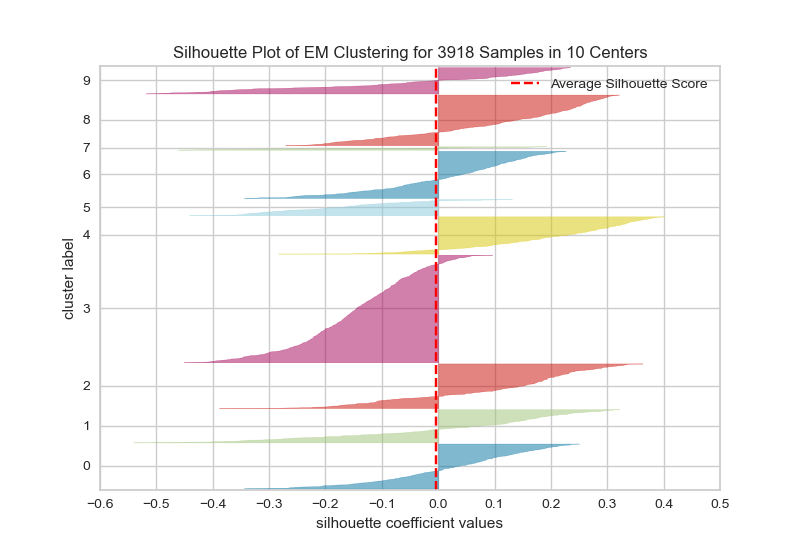 Silhouette Plot of EM Clustering for 3918 Samples in 10 Centers
Average Silhouette Score
9
8
7
6
5
4
3
2
1
0
cluster label
−0.6 −0.5 −0.4 −0.3 −0.2 −0.1 0.0 0.1 0.2 0.3 0.4 0.5
silhouette coefficient values